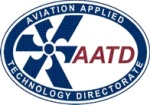 AVIATION APPLIED
AATD
TECHNOLOGY DIRECTORATE